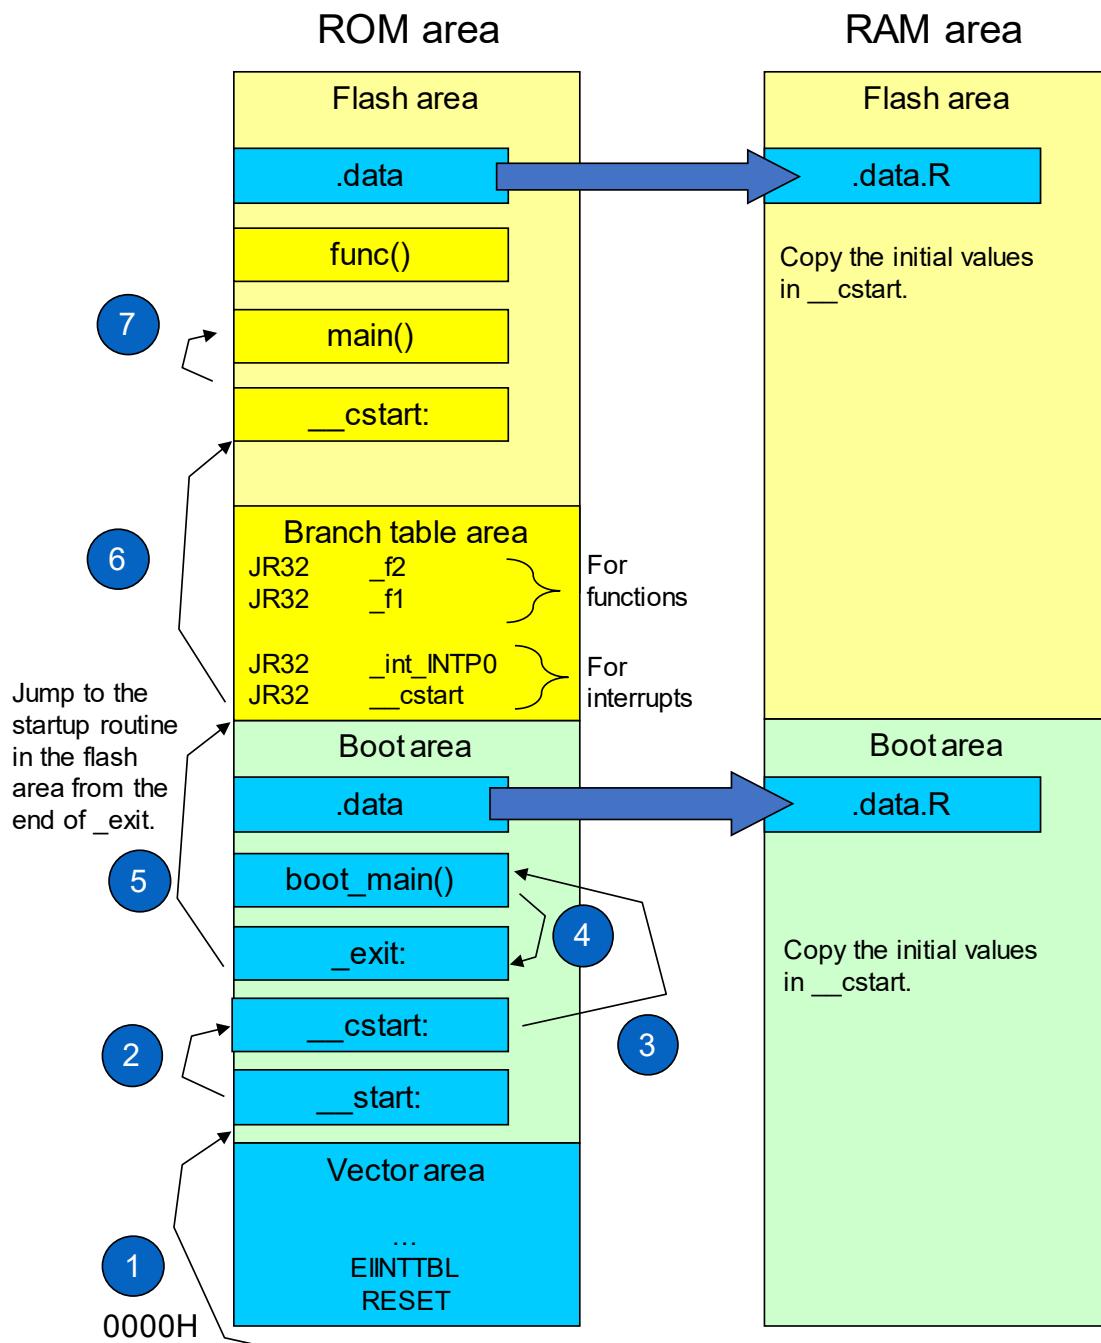 ROM area
RAM area
Flash area
.data
func()
main()
__cstart:
7
6
Branch table area
JR32 _f2
JR32 _f1
For
functions
JR32 _int_INTP0
JR32 __cstart
For
interrupts
Jump to the
startup routine
in the flash
area from the
end of _exit.
Boot area
.data
boot_main()
5
4
_exit:
__cstart:
3
2
__start:
Vector area
…
EIINTTBL
RESET
1
0000H
Flash area
.data.R
Copy the initial values
in __cstart.
Boot area
.data.R
Copy the initial values
in __cstart.